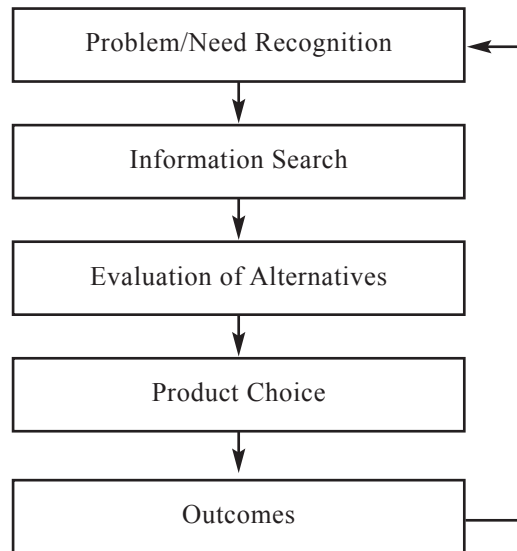 Problem/Need Recognition
Information Search
Evaluation of Alternatives
Product Choice
Outcomes